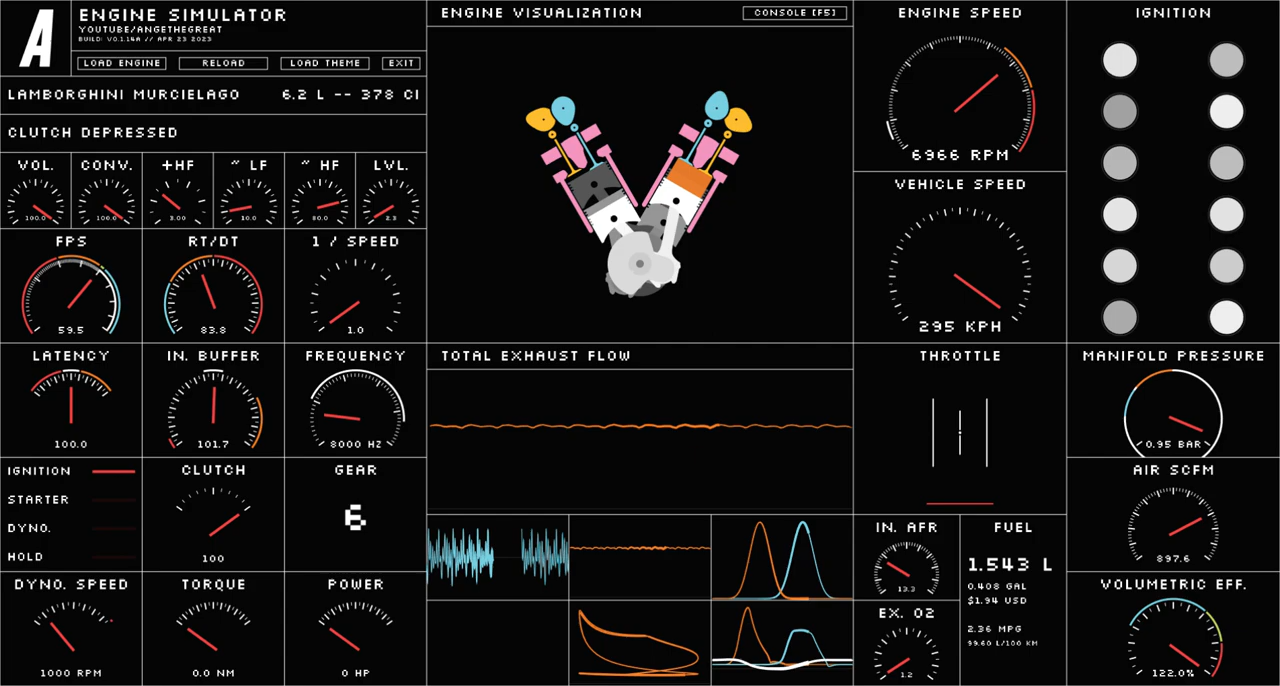 A
ENGINE SIMULATOR
YOUTUBE/ANGETHEGREAT
BUILD: V0.1.14A // APR 23 2023
LOAD ENGINE
RELOAD
LOAD THEME
EXIT
LAMBORGHINI MURCIELAGO
6.2 L -- 378 CI
CLUTCH DEPRESSED
VOL.
100.0
CONV.
100.0
+HF
3.00
~ LF
10.0
~ HF
80.0
LVL.
2.3
FPS
59.5
RT/DT
83.8
1 / SPEED
1.0
LATENCY
100.0
IN. BUFFER
101.7
FREQUENCY
8000 HZ
IGNITION
STARTER
DYNO.
HOLD
CLUTCH
100
GEAR
6
DYNO. SPEED
1000 RPM
TORQUE
0.0 NM
POWER
0 HP
ENGINE VISUALIZATION
CONSOLE [F5]
TOTAL EXHAUST FLOW
ENGINE SPEED
6966 RPM
VEHICLE SPEED
295 KPH
THROTTLE
IN. AFR
13.3
EX. O2
1.2
FUEL
1.543 L
0.408 GAL
$1.94 USD
2.36 MPG
99.60 L/100 KM
IGNITION
MANIFOLD PRESSURE
0.95 BAR
AIR SCFM
897.6
VOLUMETRIC EFF.
122.0%